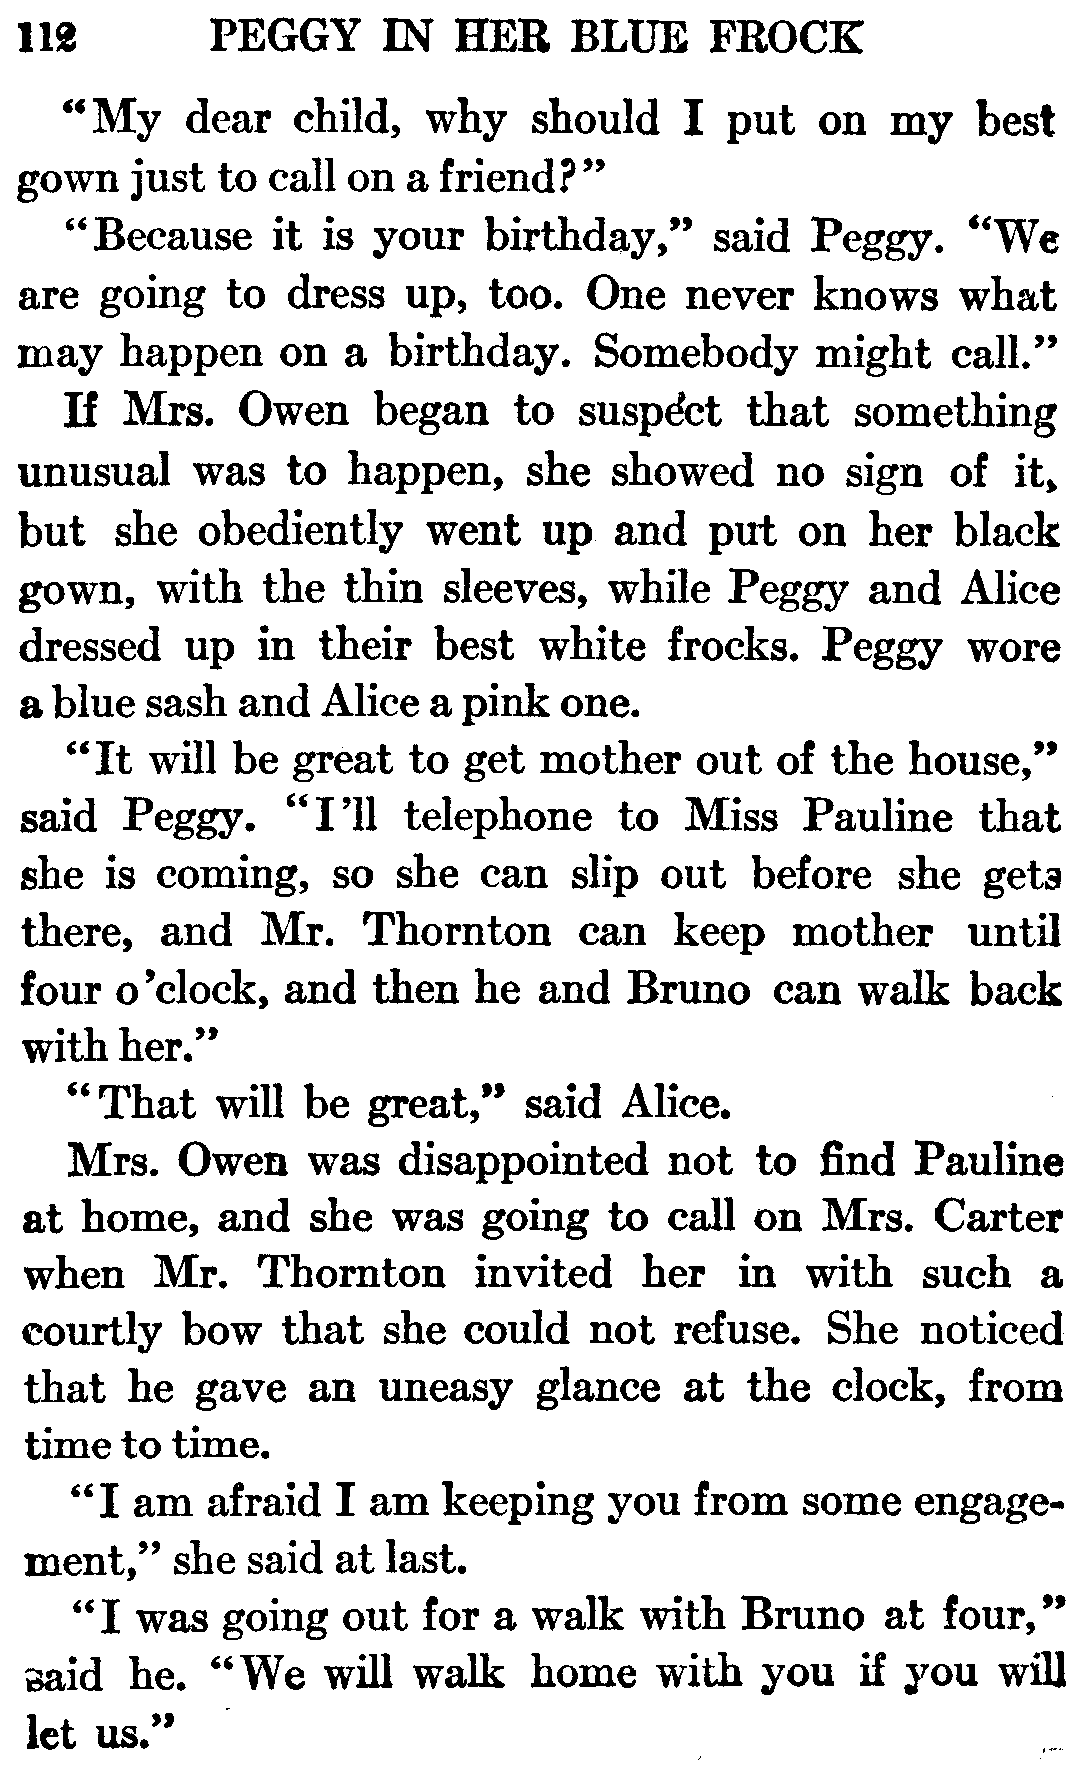 112 PEGGY IN HER BLUE FROCK
"My dear child, why should I put on my best
gown just to call on a friend?"
"Because it is your birthday," said Peggy. "We
are going to dress up, too. One never knows what
may happen on a birthday. Somebody might call."
If Mrs. Owen began to suspect that something
unusual was to happen, she showed no sign of it,
but she obediently went up and put on her black
gown, with the thin sleeves, while Peggy and Alice
dressed up in their best white frocks. Peggy wore
a blue sash and Alice a pink one.
"It will be great to get mother out of the house,"
said Peggy. "I'll telephone to Miss Pauline that
she is coming, so she can slip out before she gets
there, and Mr. Thornton can keep mother until
four o'clock, and then he and Bruno can walk back
with her."
"That will be great," said Alice.
Mrs. Owen was disappointed not to find Pauline
at home, and she was going to call on Mrs. Carter
when Mr. Thornton invited her in with such a
courtly bow that she could not refuse. She noticed
that he gave an uneasy glance at the clock, from
time to time.
"I am afraid I am keeping you from some engage-
ment," she said at last.
"I was going out for a walk with Bruno at four,"
said he. "We will walk home with you if you will
let us."